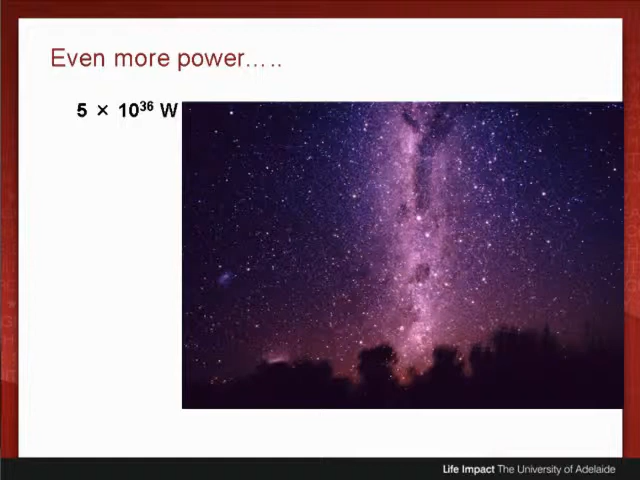 Even more power.....
5 × 10³⁶ W
Life Impact The University of Adelaide